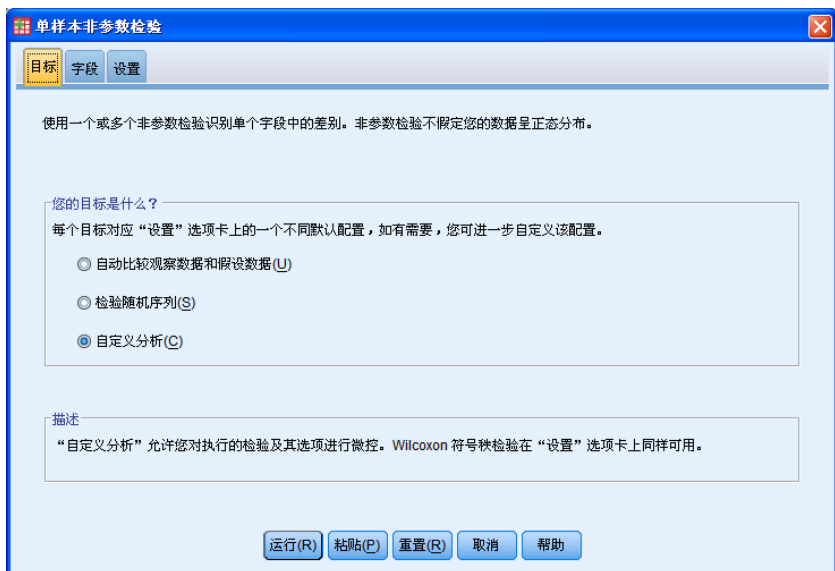 单样本非参数检验
目标 字段 设置
使用一个或多个非参数检验识别单个字段中的差别。非参数检验不假定您的数据呈正态分布。
您的目标是什么？
每个目标对应“设置”选项卡上的一个不同默认配置，如有需要，您可进一步自定义该配置。
自动比较观察数据和假设数据(U)
检验随机序列(S)
自定义分析(C)
描述
“自定义分析”允许您对执行的检验及其选项进行微控。Wilcoxon 符号秩检验在“设置”选项卡上同样可用。
运行(R) 粘贴(P) 重置(R) 取消 帮助